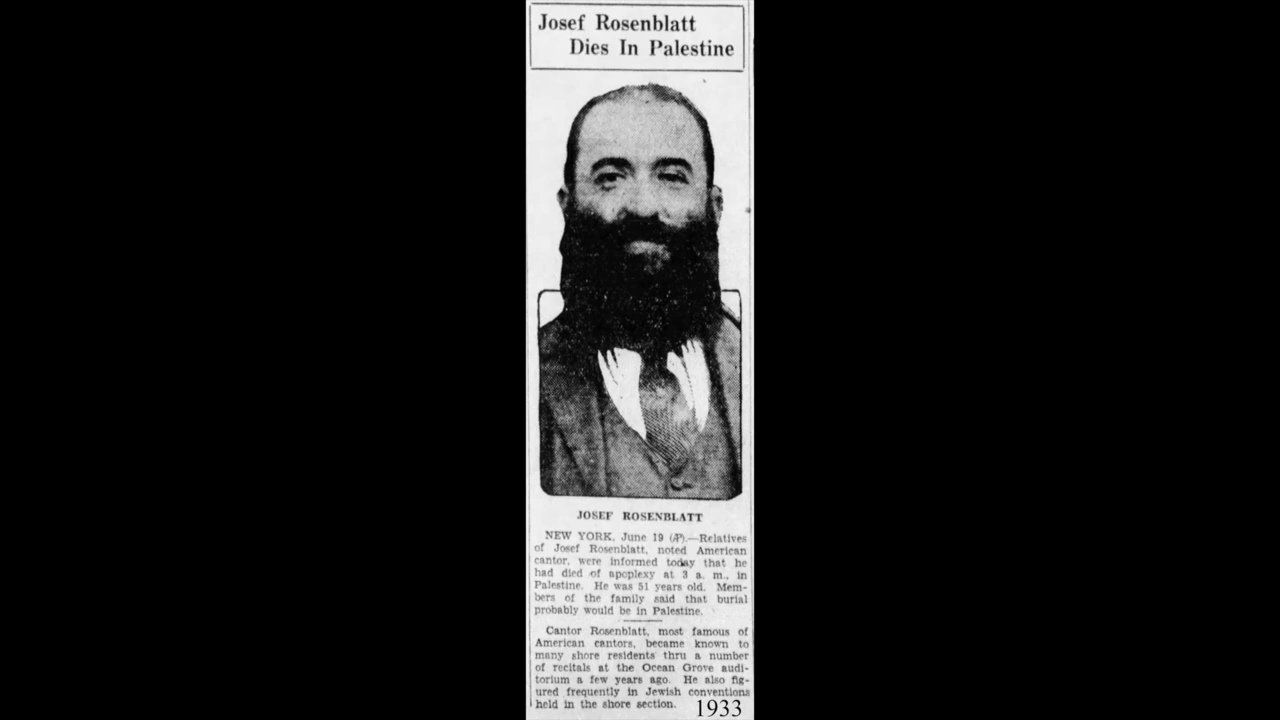 Josef Rosenblatt
Dies In Palestine
JOSEF ROSENBLATT
NEW YORK, June 19 (AP).—Relatives
of Josef Rosenblatt, noted American
cantor, were informed today that he
had died of apoplexy at 3 a. m., in
Palestine. He was 51 years old. Mem-
bers of the family said that burial
probably would be in Palestine.
Cantor Rosenblatt, most famous of
American cantors, became known to
many shore residents thru a number
of recitals at the Ocean Grove audi-
torium a few years ago. He also fig-
ured frequently in Jewish conventions
held in the shore section.
1933